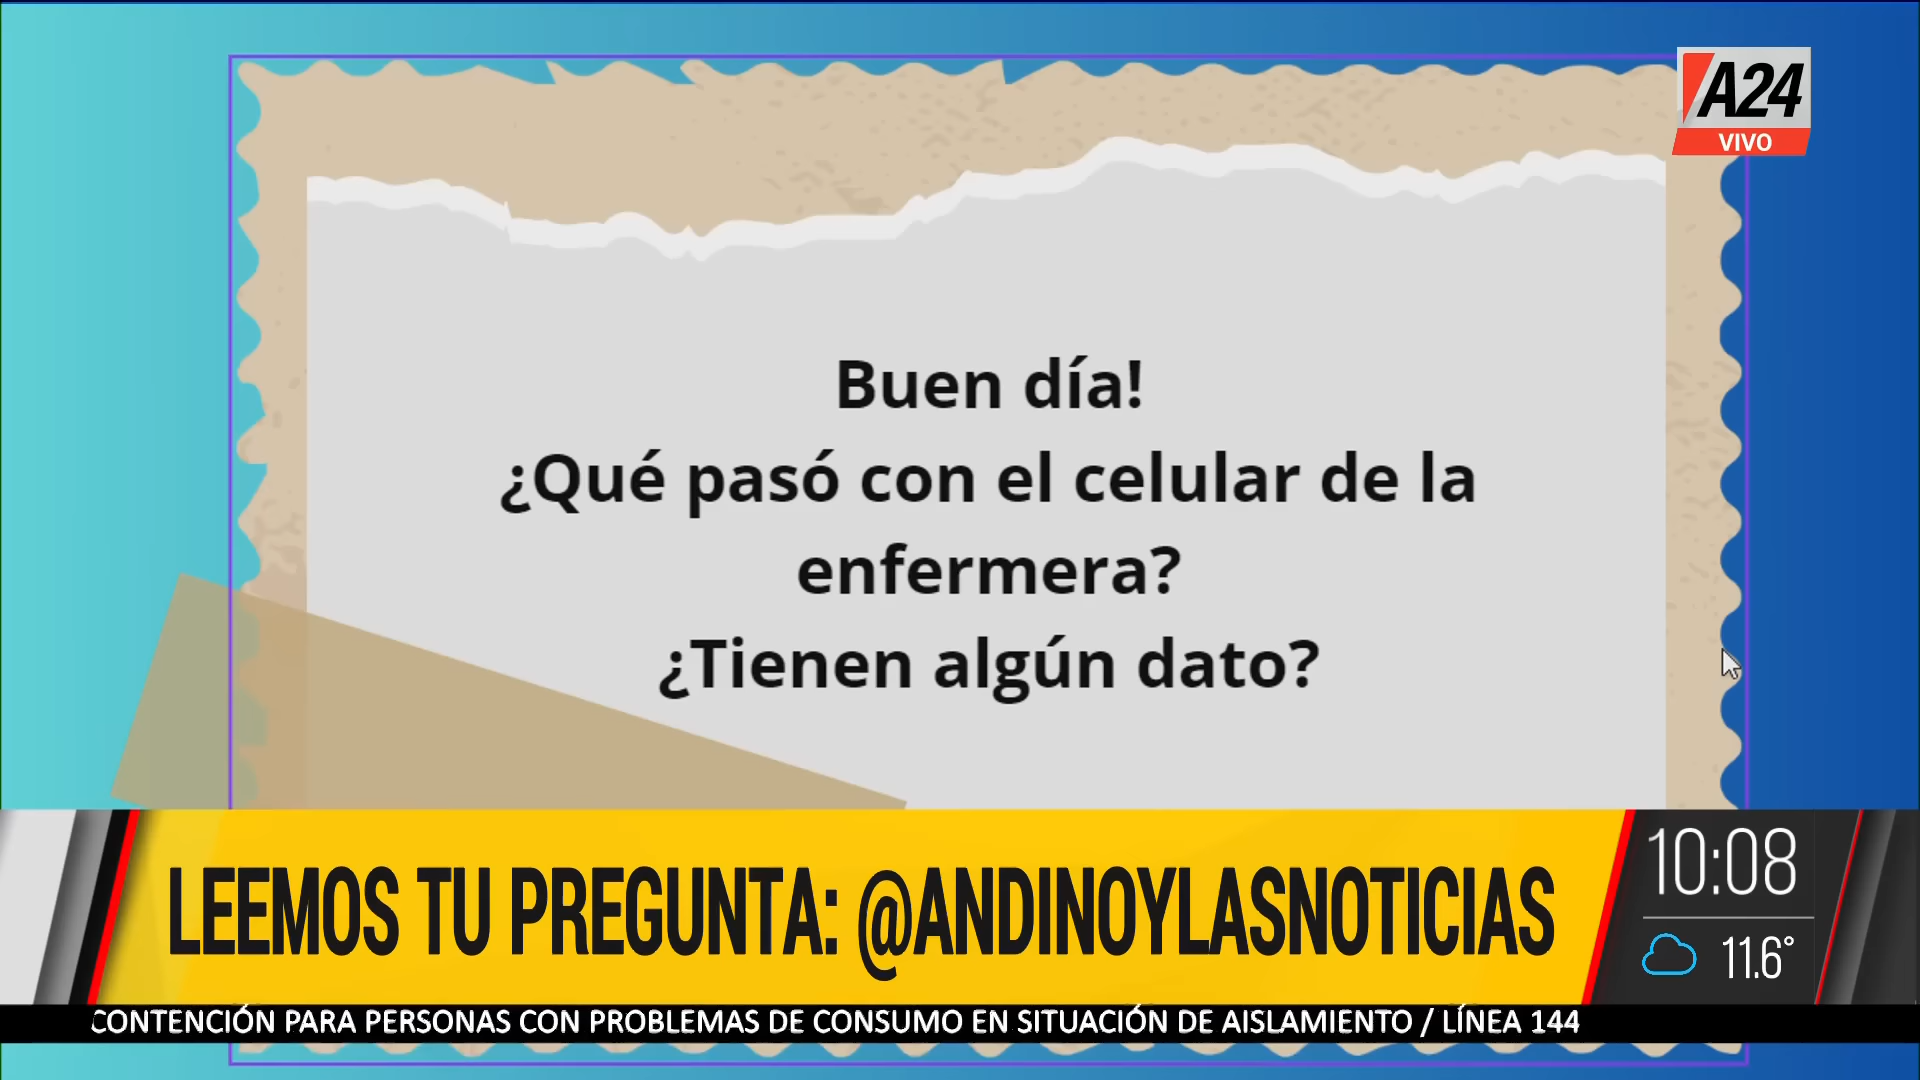 A24
VIVO
Buen día!
¿Qué pasó con el celular de la
enfermera?
¿Tienen algún dato?
LEEMOS TU PREGUNTA: @ANDINOYLASNOTICIAS
10:08
11.6°
CONTENCIÓN PARA PERSONAS CON PROBLEMAS DE CONSUMO EN SITUACIÓN DE AISLAMIENTO / LÍNEA 144